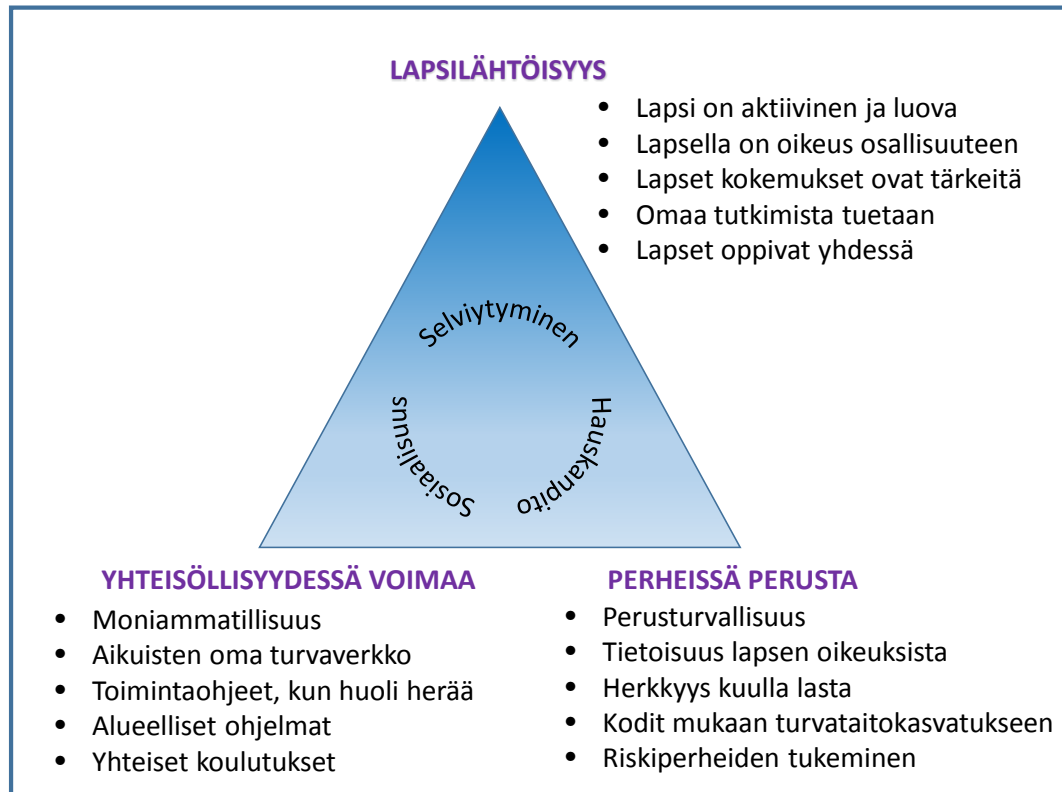 LAPSILÄHTÖISYYS
• Lapsi on aktiivinen ja luova
• Lapsella on oikeus osallisuuteen
• Lapset kokemukset ovat tärkeitä
• Omaa tutkimista tuetaan
• Lapset oppivat yhdessä
Selviytyminen
Sosiaalisuus
Hauskanpito
YHTEISÖLLISYYDESSÄ VOIMAA
• Moniammatillisuus
• Aikuisten oma turvaverkko
• Toimintaohjeet, kun huoli herää
• Alueelliset ohjelmat
• Yhteiset koulutukset
PERHEISSÄ PERUSTA
• Perusturvallisuus
• Tietoisuus lapsen oikeuksista
• Herkkyys kuulla lasta
• Kodit mukaan turvataitokasvatukseen
• Riskiperheiden tukeminen